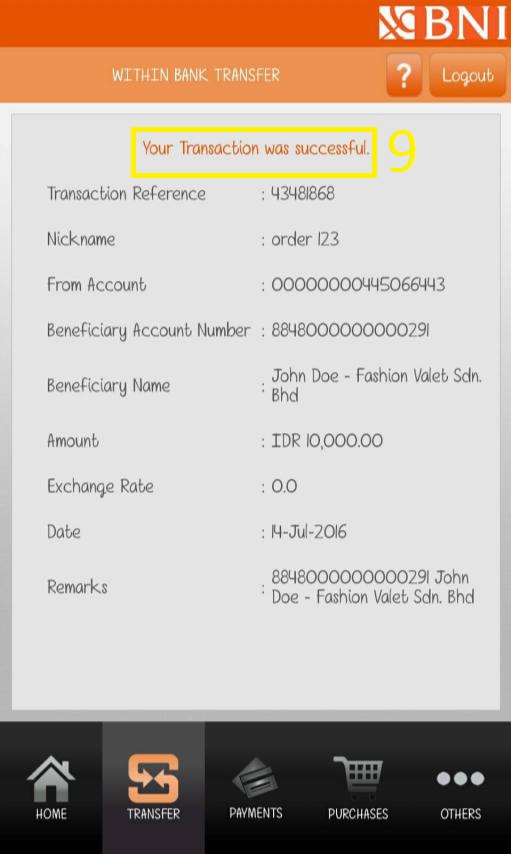 BNI
WITHIN BANK TRANSFER
?
Logout
Your Transaction was successful.
9
Transaction Reference : 43481868
Nickname : order 123
From Account : 00000000445066443
Beneficiary Account Number : 8848000000000291
Beneficiary Name : John Doe - Fashion Valet Sdn.
Bhd
Amount : IDR 10,000.00
Exchange Rate : 0.0
Date : 14-Jul-2016
Remarks : 8848000000000291 John
Doe - Fashion Valet Sdn. Bhd
HOME
TRANSFER
PAYMENTS
PURCHASES
OTHERS